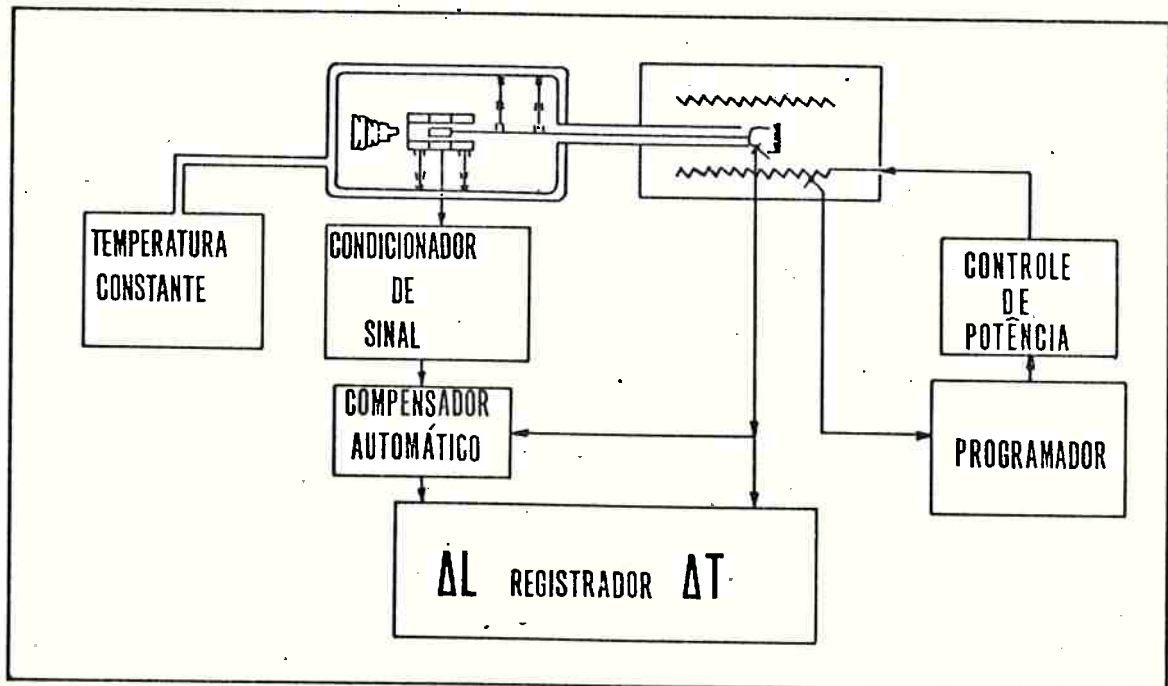 TEMPERATURA
CONSTANTE
CONDICIONADOR
DE
SINAL
CONTROLE
DE
POTÊNCIA
COMPENSADOR
AUTOMÁTICO
PROGRAMADOR
ΔL REGISTRADOR ΔT